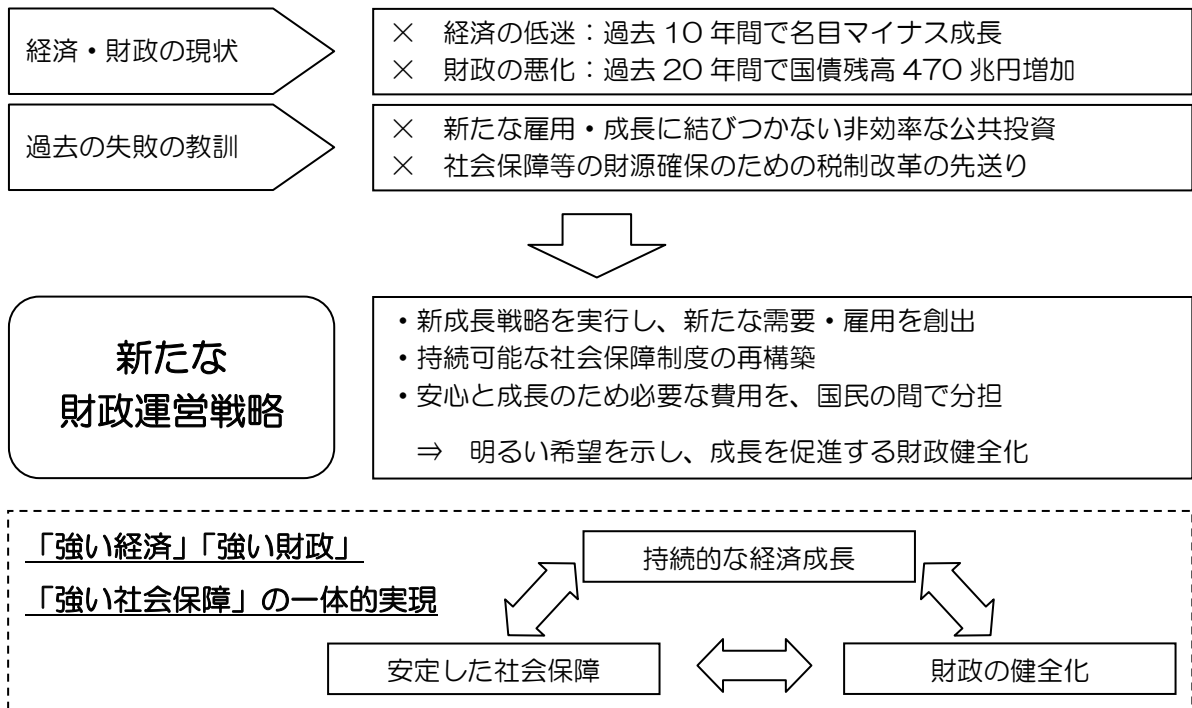 経済・財政の現状
× 経済の低迷：過去 10 年間で名目マイナス成長
× 財政の悪化：過去 20 年間で国債残高 470 兆円増加
過去の失敗の教訓
× 新たな雇用・成長に結びつかない非効率な公共投資
× 社会保障等の財源確保のための税制改革の先送り
新たな
財政運営戦略
・新成長戦略を実行し、新たな需要・雇用を創出
・持続可能な社会保障制度の再構築
・安心と成長のため必要な費用を、国民の間で分担
⇒ 明るい希望を示し、成長を促進する財政健全化
「強い経済」「強い財政」
「強い社会保障」の一体的実現
持続的な経済成長
安定した社会保障
財政の健全化